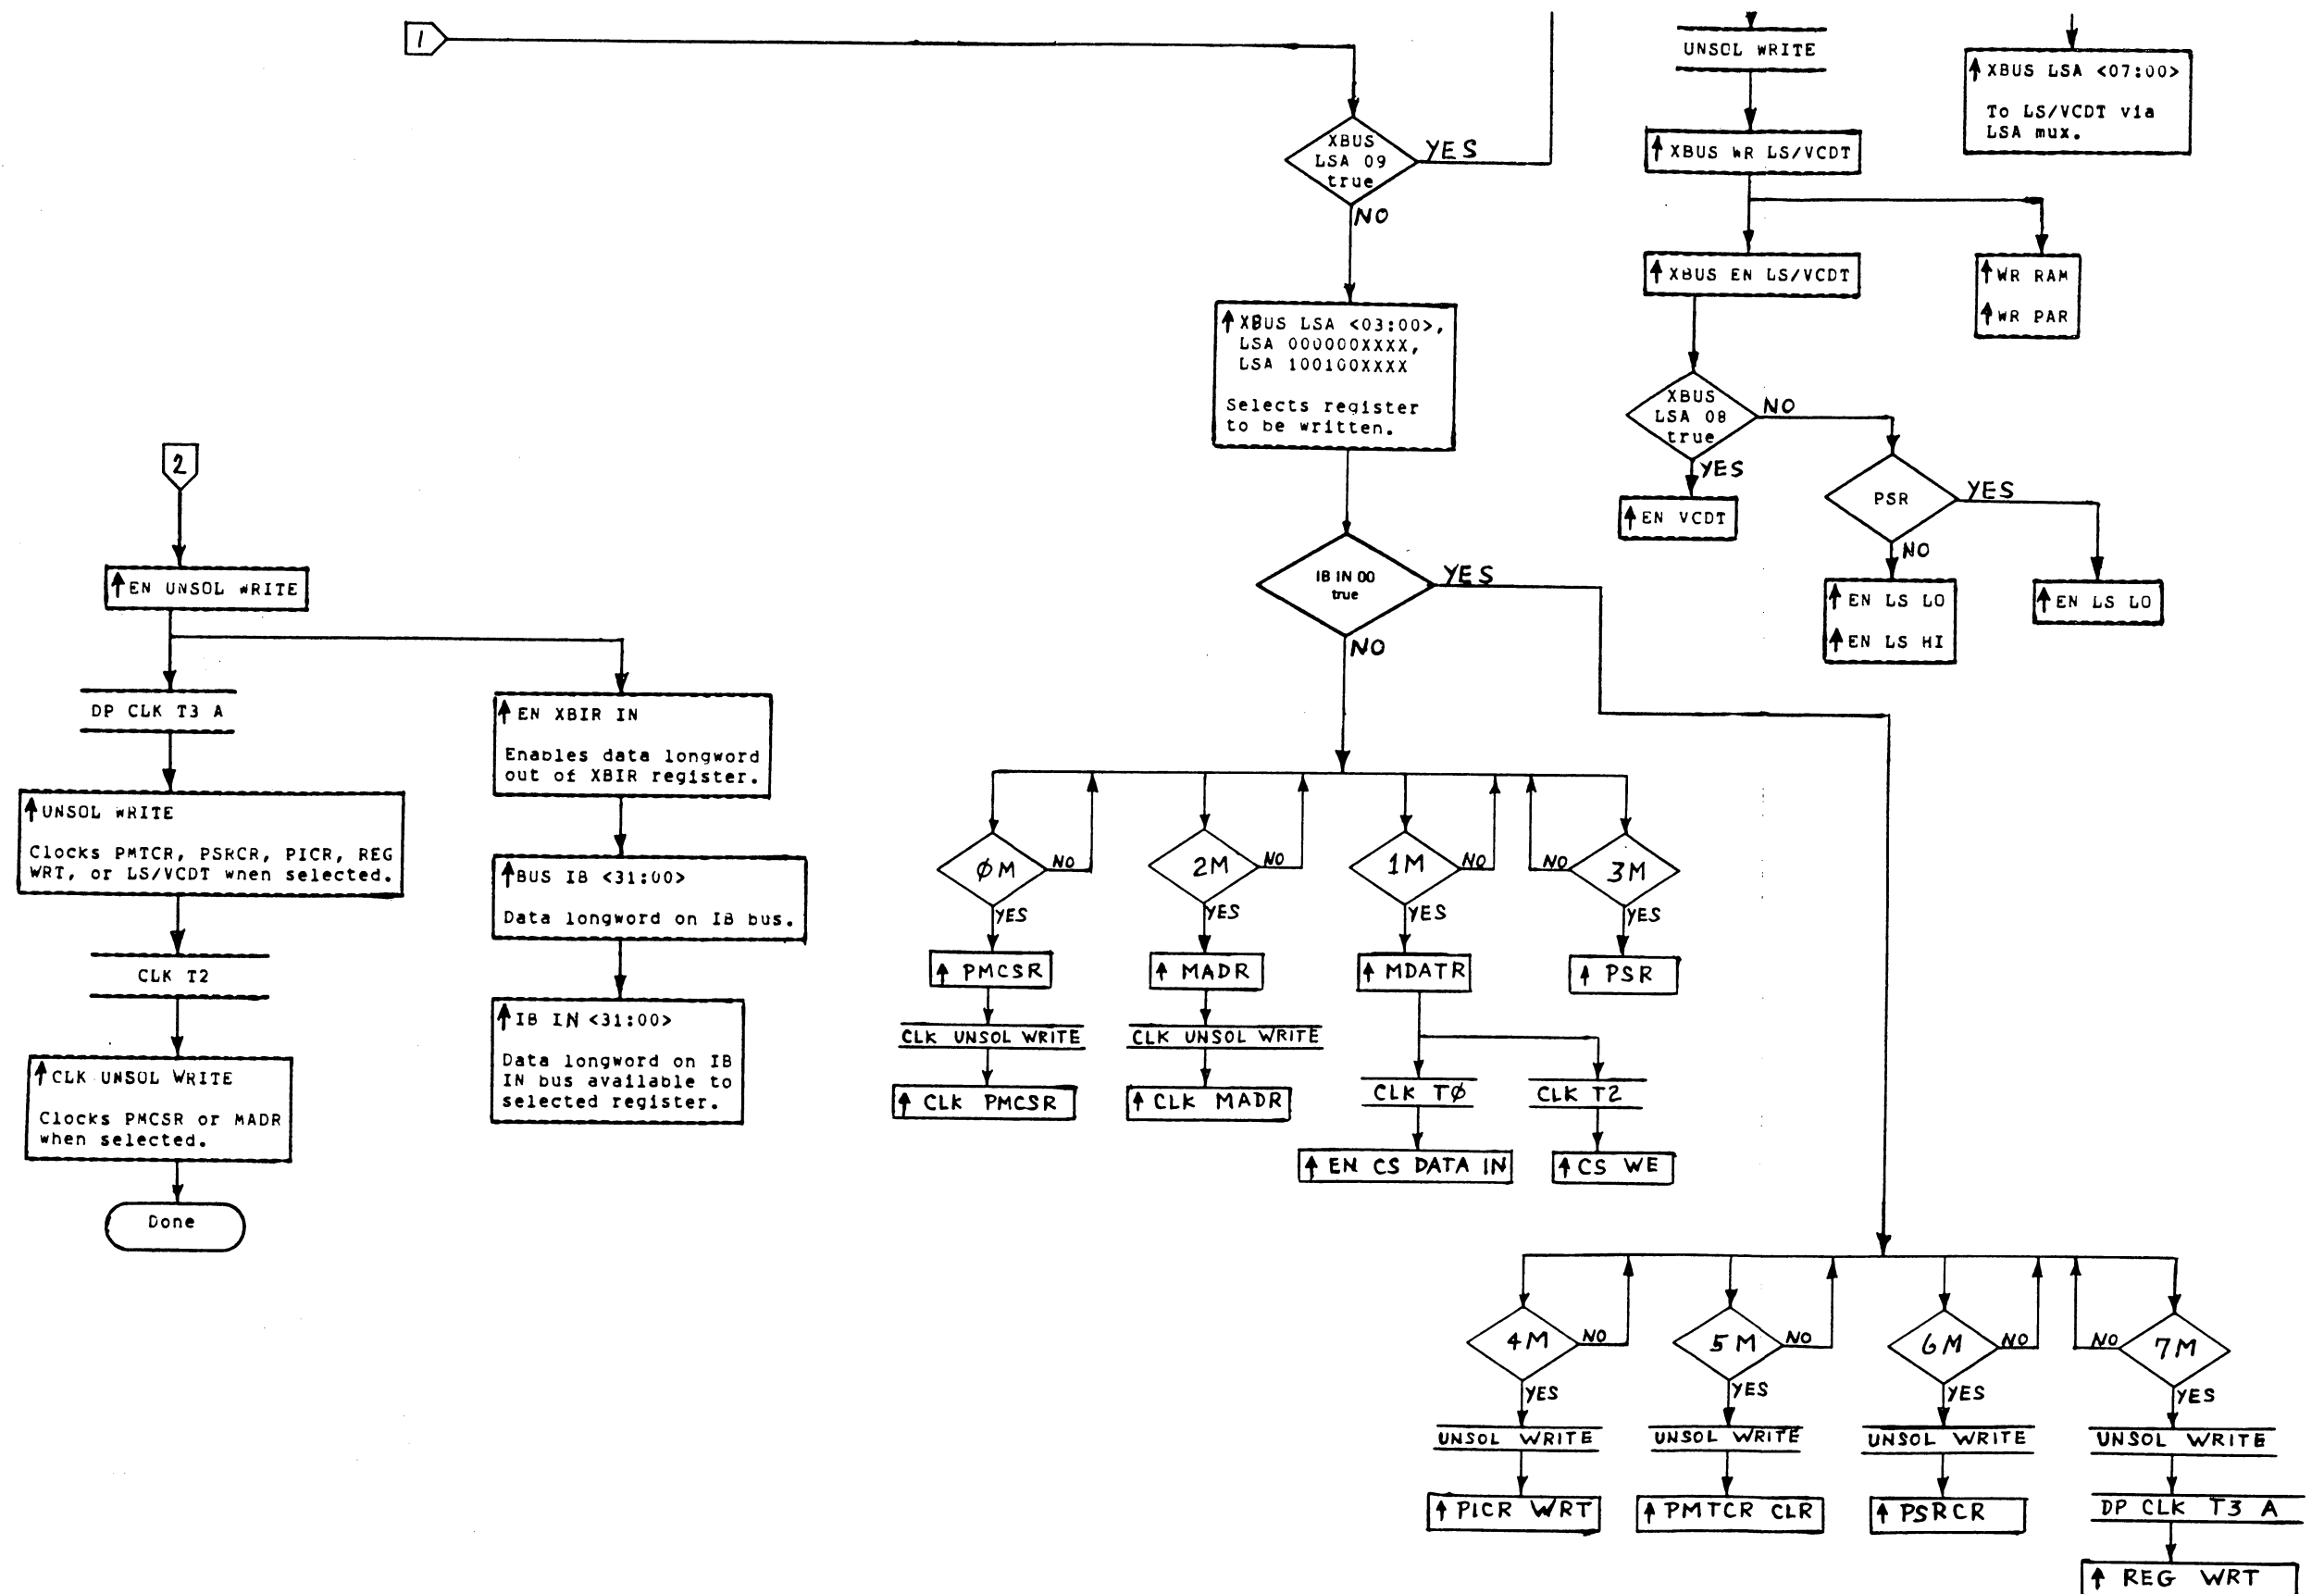 1
XBUS
LSA 09
true
YES
NO
↑XBUS LSA <03:00>,
LSA 000000XXXX,
LSA 100100XXXX
Selects register
to be written.
IB IN 00
true
YES
NO
UNSOL WRITE
↑XBUS WR LS/VCDT
↑XBUS EN LS/VCDT
↑WR RAM
↑WR PAR
↑XBUS LSA <07:00>
To LS/VCDT via
LSA mux.
XBUS
LSA 08
true
NO
YES
↑EN VCDT
PSR
YES
NO
↑EN LS LO
↑EN LS HI
↑EN LS LO
2
↑EN UNSOL WRITE
DP CLK T3 A
↑UNSOL WRITE
Clocks PMTCR, PSRCR, PICR, REG
WRT, or LS/VCDT when selected.
CLK T2
↑CLK UNSOL WRITE
Clocks PMCSR or MADR
when selected.
Done
↑EN XBIR IN
Enables data longword
out of XBIR register.
↑BUS IB <31:00>
Data longword on IB bus.
↑IB IN <31:00>
Data longword on IB
IN bus available to
selected register.
ØM
NO
YES
↑ PMCSR
CLK UNSOL WRITE
↑ CLK PMCSR
2M
NO
YES
↑ MADR
CLK UNSOL WRITE
↑ CLK MADR
1M
NO
YES
↑ MDATR
CLK TØ
↑ EN CS DATA IN
CLK T2
↑ CS WE
3M
NO
YES
↑ PSR
4M
NO
YES
UNSOL WRITE
↑ PICR WRT
5M
NO
YES
UNSOL WRITE
↑ PMTCR CLR
6M
NO
YES
UNSOL WRITE
↑ PSRCR
7M
NO
YES
UNSOL WRITE
DP CLK T3 A
↑ REG WRT